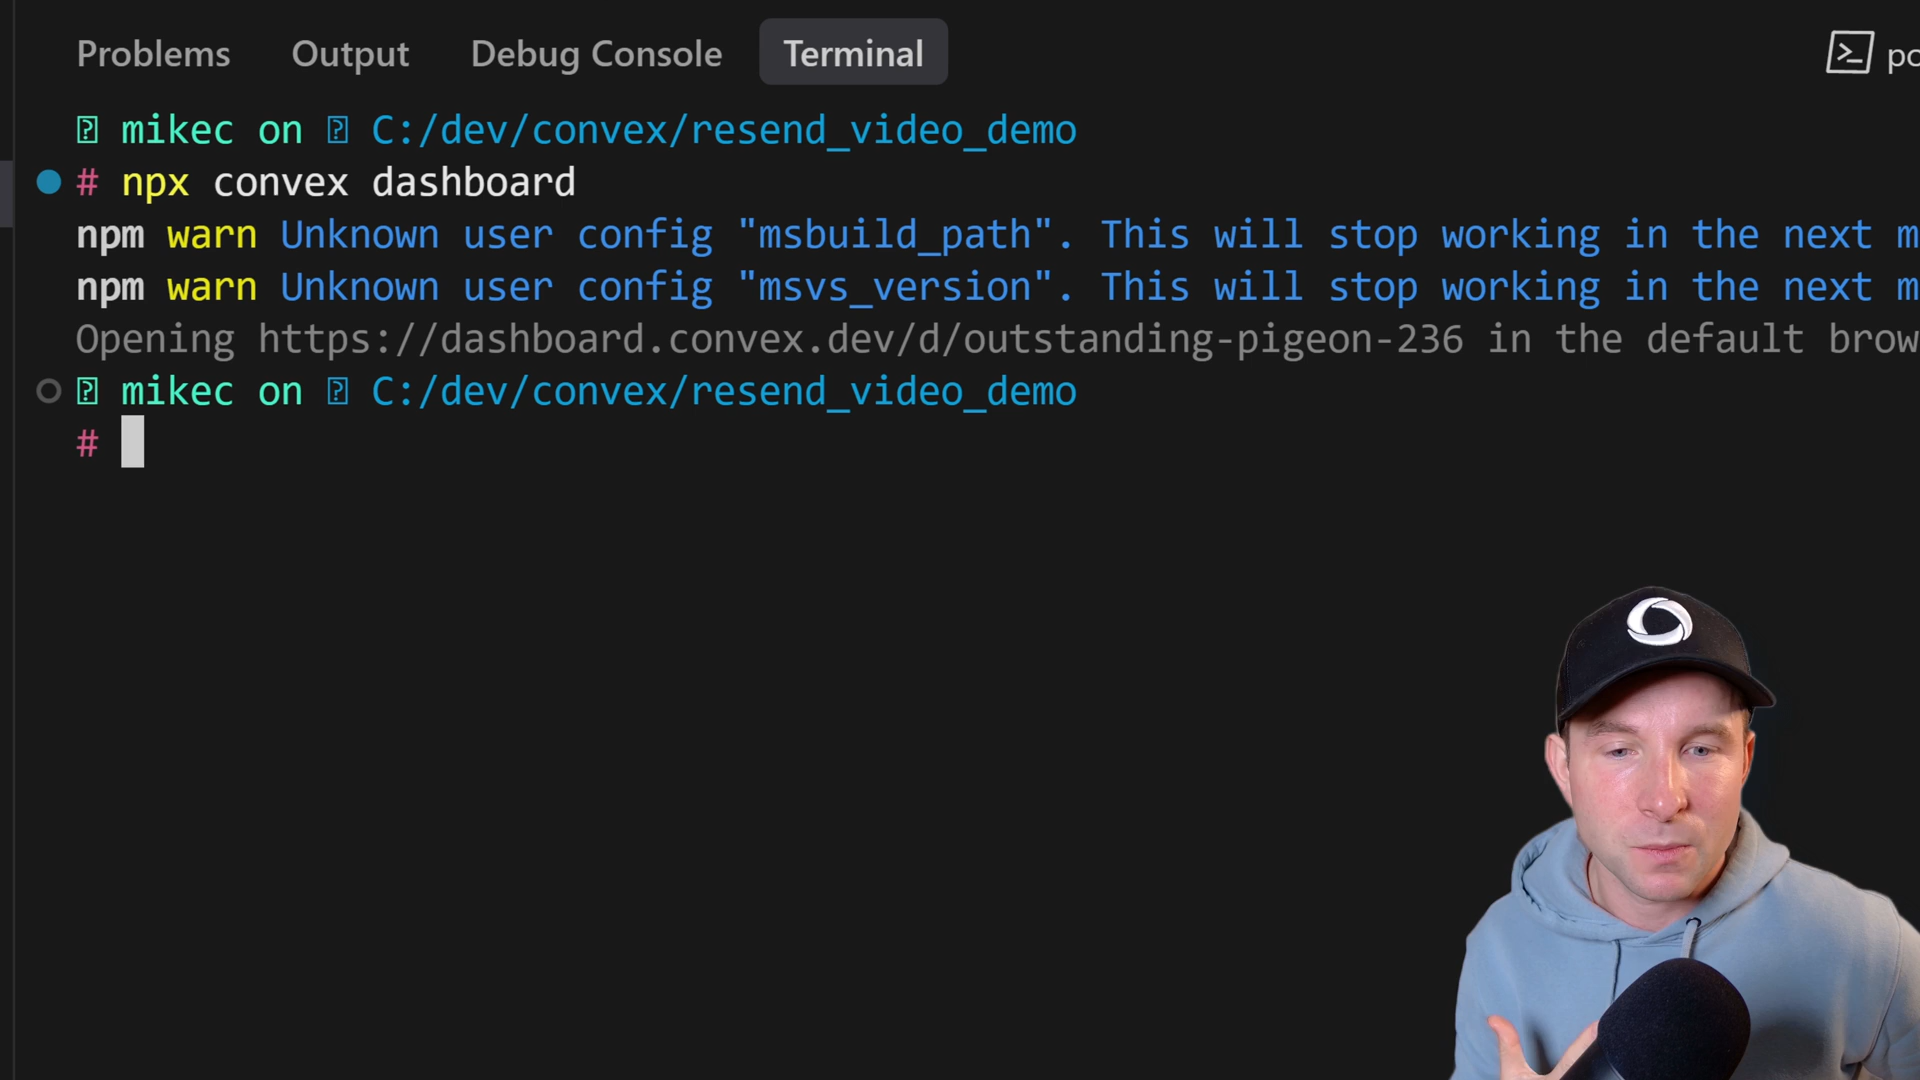 Problems Output Debug Console Terminal
mikec on C:/dev/convex/resend_video_demo
# npx convex dashboard
npm warn Unknown user config "msbuild_path". This will stop working in the next m
npm warn Unknown user config "msvs_version". This will stop working in the next m
Opening https://dashboard.convex.dev/d/outstanding-pigeon-236 in the default brow
mikec on C:/dev/convex/resend_video_demo
#